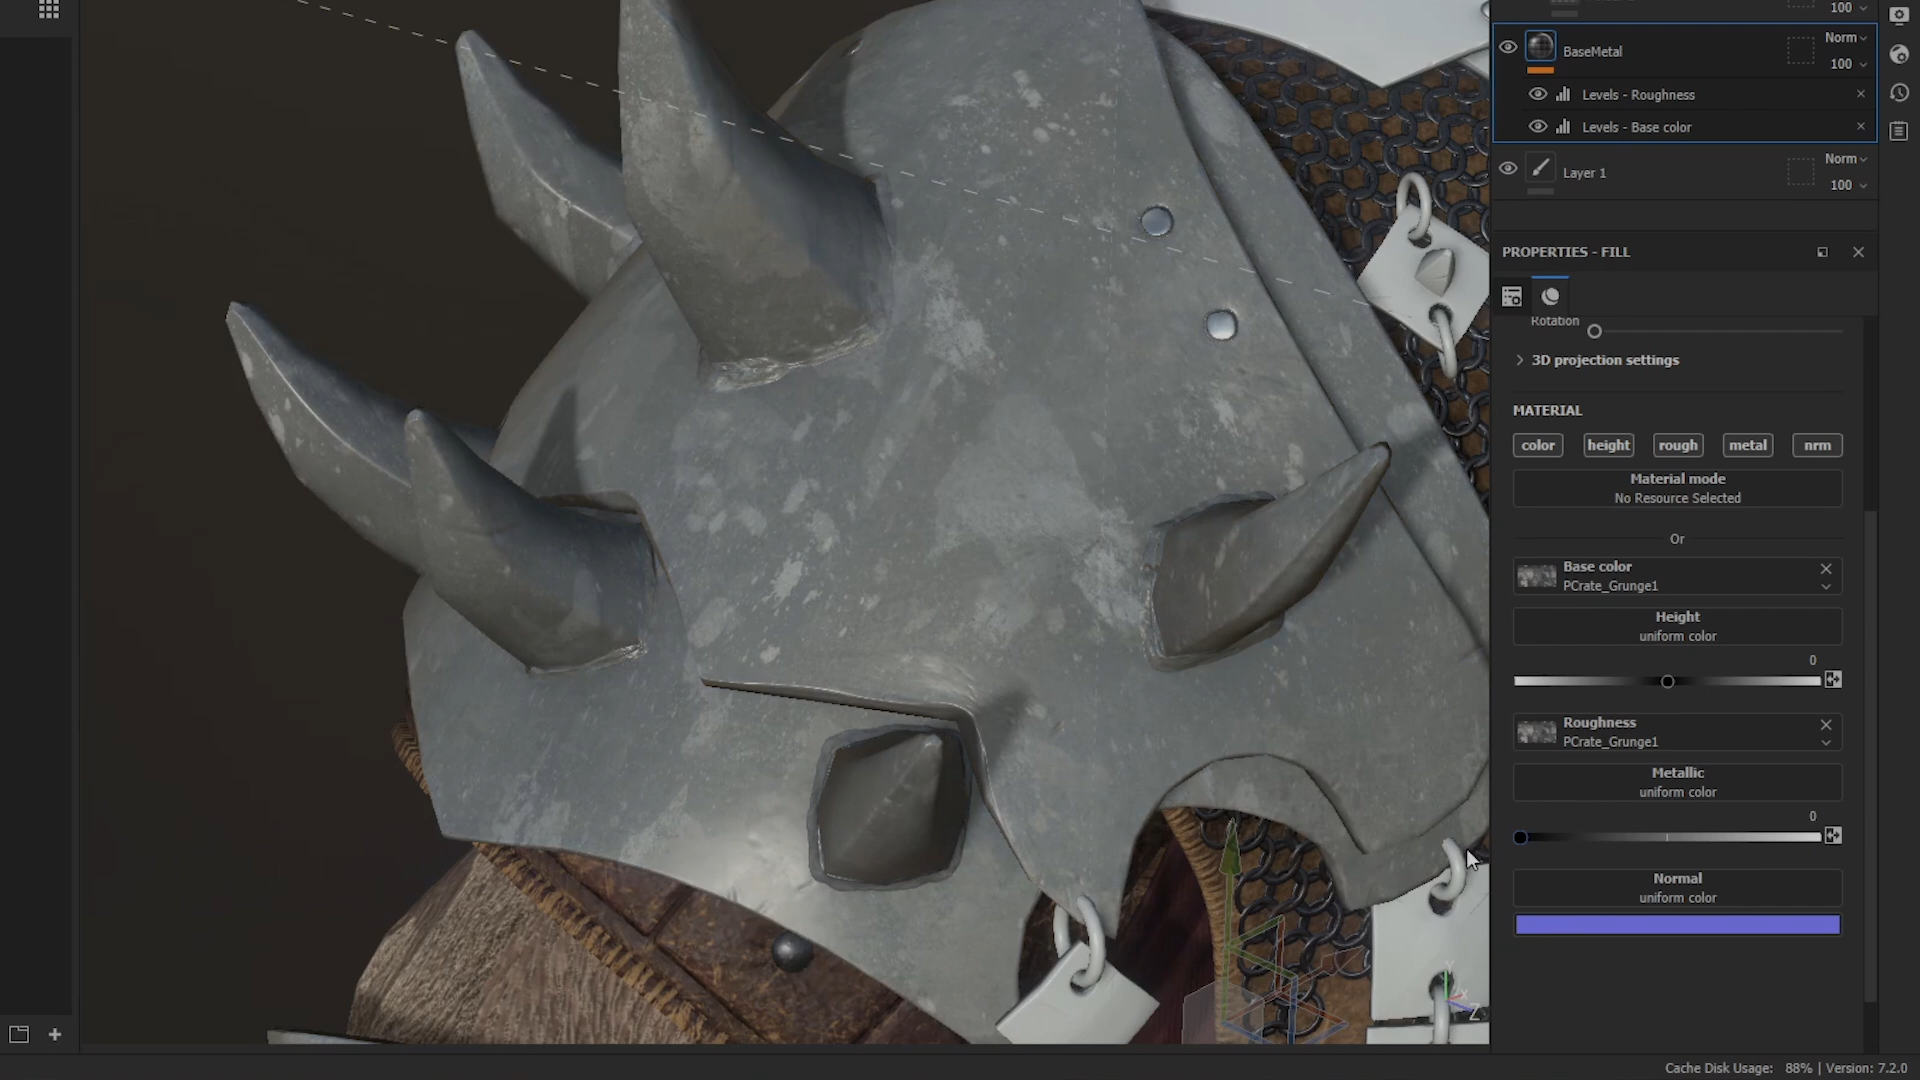 100
BaseMetal
Norm
100
Levels - Roughness
Levels - Base color
Layer 1
Norm
100
PROPERTIES - FILL
Rotation
3D projection settings
MATERIAL
color height rough metal nrm
Material mode
No Resource Selected
Or
Base color
PCrate_Grunge1
Height
uniform color
0
Roughness
PCrate_Grunge1
Metallic
uniform color
0
Normal
uniform color
Y
X
Z
Cache Disk Usage: 88% | Version: 7.2.0